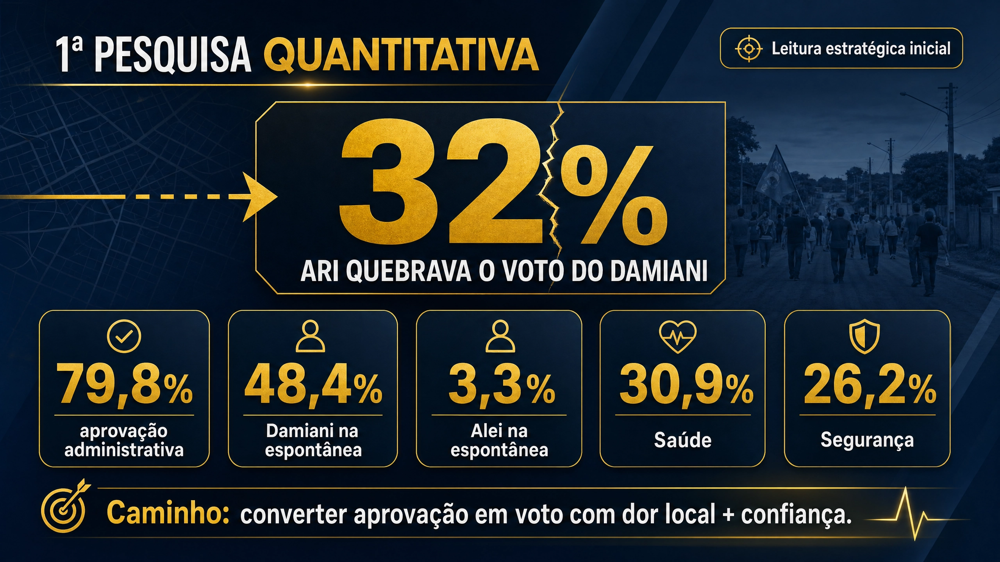 1ª PESQUISA QUANTITATIVA
Leitura estratégica inicial
32%
ARI QUEBRAVA O VOTO DO DAMIANI
79,8%
aprovação
administrativa
48,4%
Damiani na
espontânea
3,3%
Alei na
espontânea
30,9%
Saúde
26,2%
Segurança
Caminho: converter aprovação em voto com dor local + confiança.